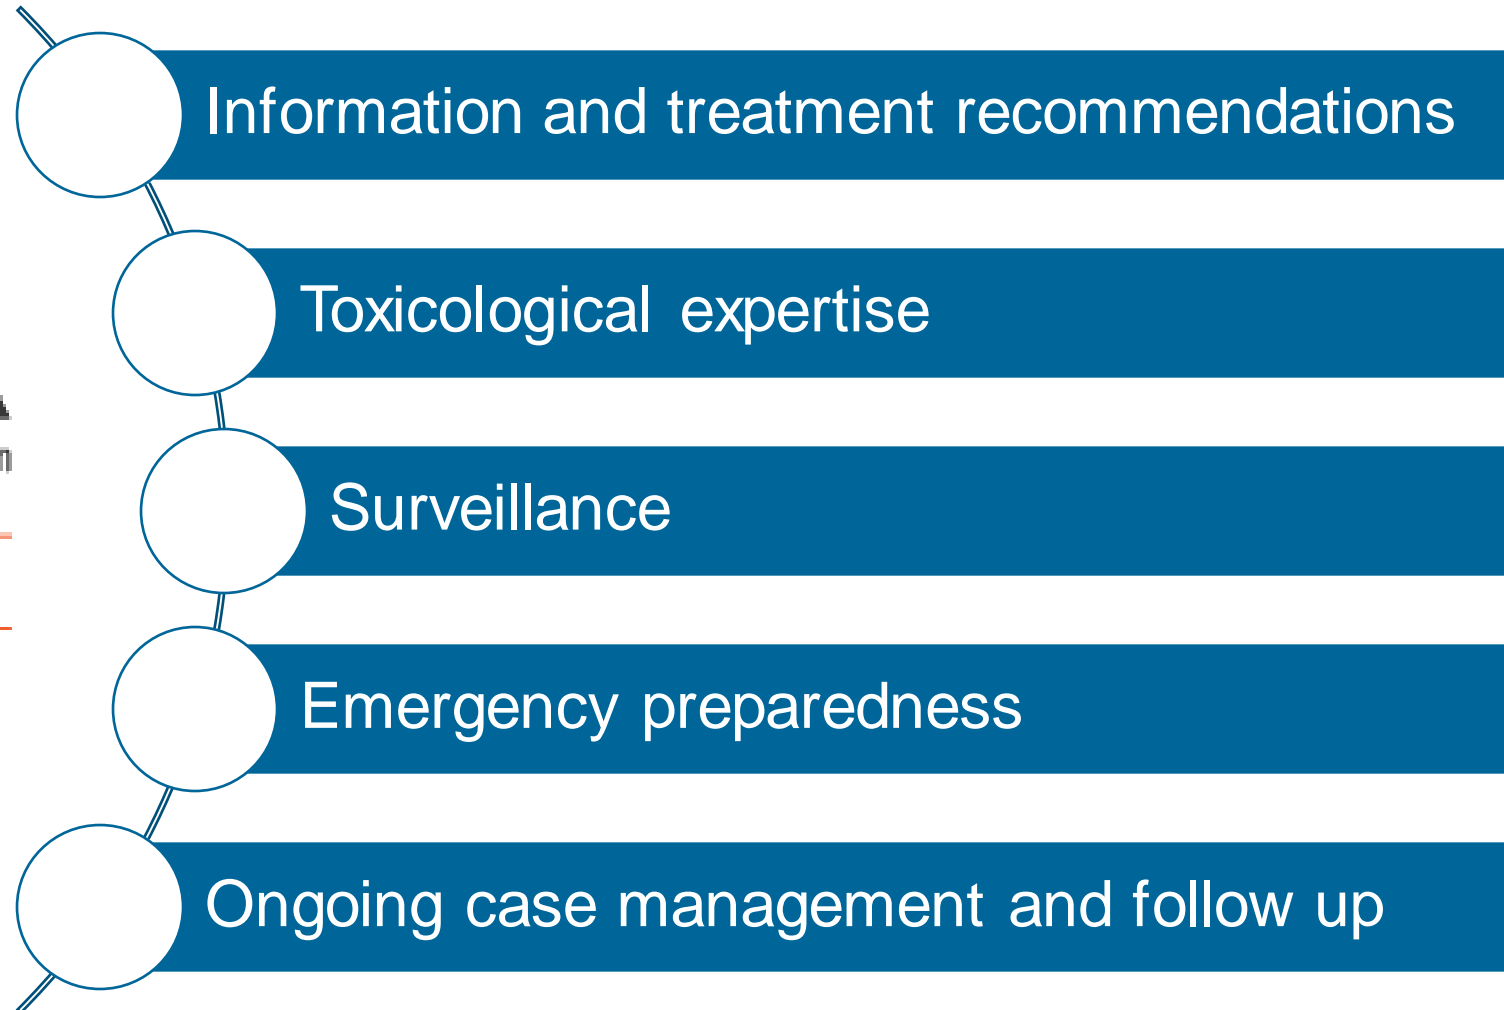 Information and treatment recommendations
Toxicological expertise
Surveillance
Emergency preparedness
Ongoing case management and follow up